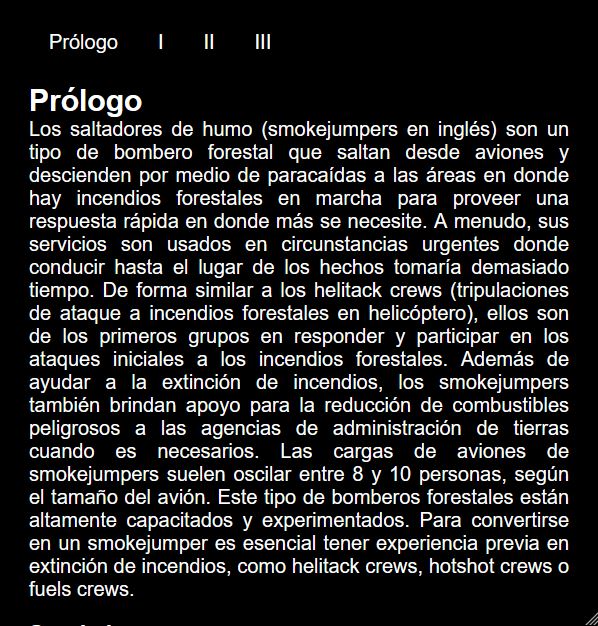 Prólogo I II III
Prólogo
Los saltadores de humo (smokejumpers en inglés) son un
tipo de bombero forestal que saltan desde aviones y
descienden por medio de paracaídas a las áreas en donde
hay incendios forestales en marcha para proveer una
respuesta rápida en donde más se necesite. A menudo, sus
servicios son usados en circunstancias urgentes donde
conducir hasta el lugar de los hechos tomaría demasiado
tiempo. De forma similar a los helitack crews (tripulaciones
de ataque a incendios forestales en helicóptero), ellos son
de los primeros grupos en responder y participar en los
ataques iniciales a los incendios forestales. Además de
ayudar a la extinción de incendios, los smokejumpers
también brindan apoyo para la reducción de combustibles
peligrosos a las agencias de administración de tierras
cuando es necesarios. Las cargas de aviones de
smokejumpers suelen oscilar entre 8 y 10 personas, según
el tamaño del avión. Este tipo de bomberos forestales están
altamente capacitados y experimentados. Para convertirse
en un smokejumper es esencial tener experiencia previa en
extinción de incendios, como helitack crews, hotshot crews o
fuels crews.